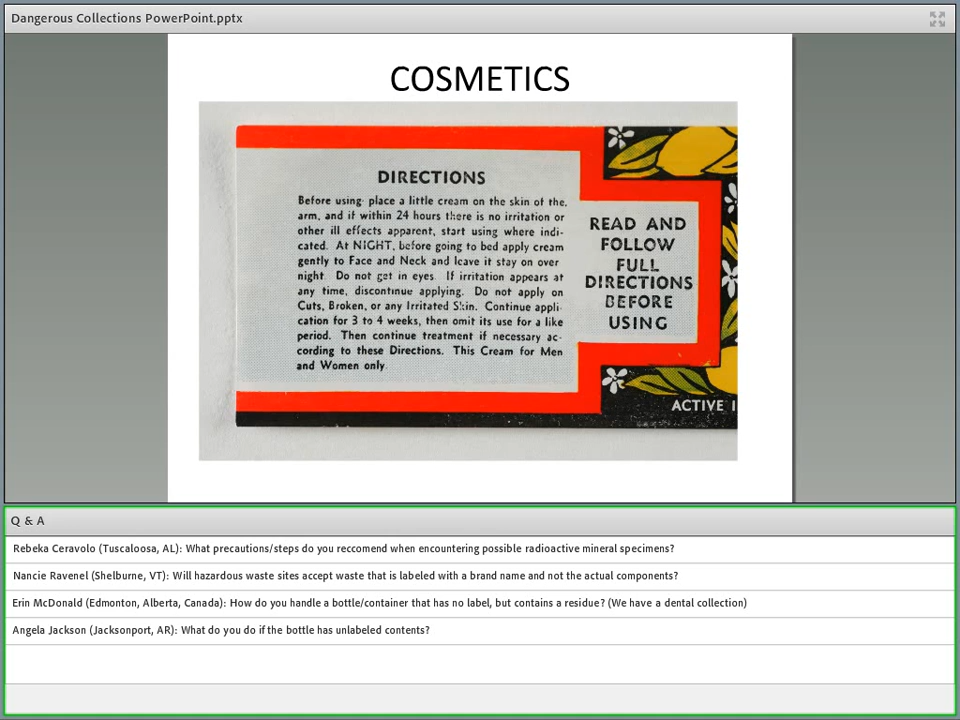 Dangerous Collections PowerPoint.pptx
COSMETICS
DIRECTIONS
Before using place a little cream on the skin of the.
arm, and if within 24 hours there is no irritation or
other ill effects apparent, start using where indi-
cated. At NIGHT, before going to bed apply cream
gently to Face and Neck and leave it stay on over
night. Do not get in eyes. If irritation appears at
any time, discontinue applying. Do not apply on
Cuts, Broken, or any Irritated Skin. Continue appli-
cation for 3 to 4 weeks, then omit its use for a like
period. Then continue treatment if necessary ac-
cording to these Directions. This Cream for Men
and Women only.
READ AND
FOLLOW
FULL
DIRECTIONS
BEFORE
USING
ACTIVE I
Q & A
Rebeka Ceravolo (Tuscaloosa, AL): What precautions/steps do you reccomend when encountering possible radioactive mineral specimens?
Nancie Ravenel (Shelburne, VT): Will hazardous waste sites accept waste that is labeled with a brand name and not the actual components?
Erin McDonald (Edmonton, Alberta, Canada): How do you handle a bottle/container that has no label, but contains a residue? (We have a dental collection)
Angela Jackson (Jacksonport, AR): What do you do if the bottle has unlabeled contents?